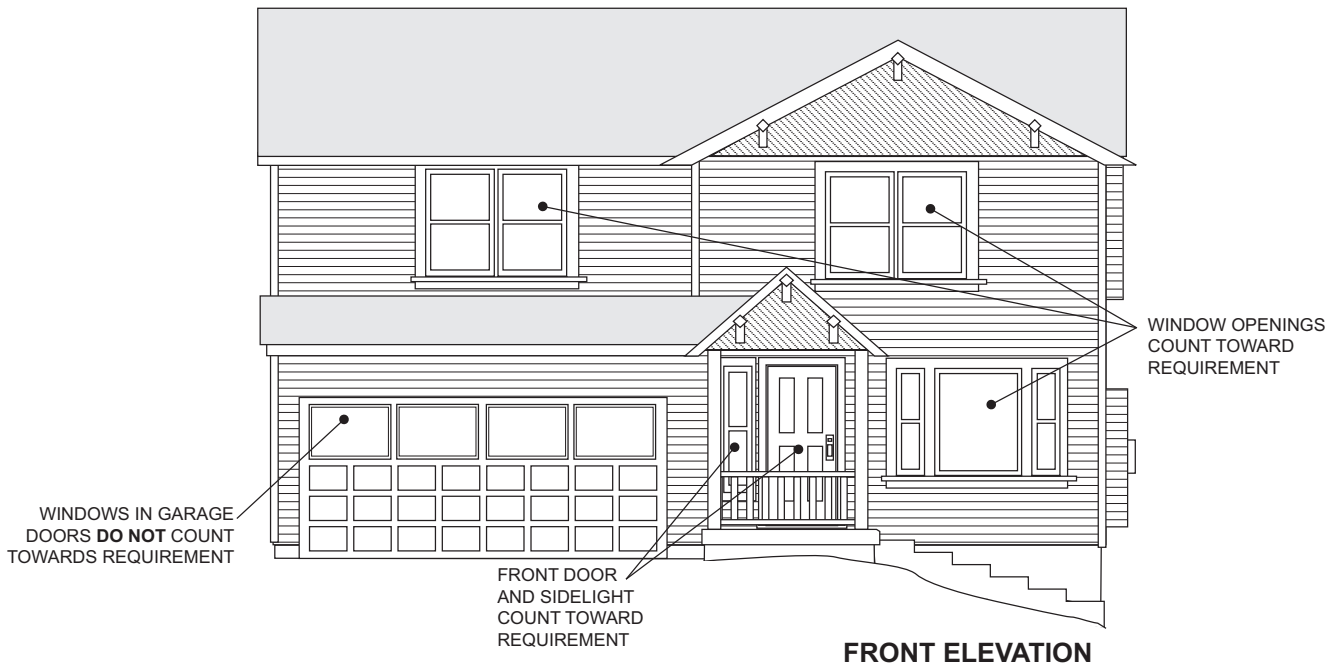 WINDOW OPENINGS
COUNT TOWARD
REQUIREMENT
WINDOWS IN GARAGE
DOORS DO NOT COUNT
TOWARDS REQUIREMENT
FRONT DOOR
AND SIDELIGHT
COUNT TOWARD
REQUIREMENT
FRONT ELEVATION